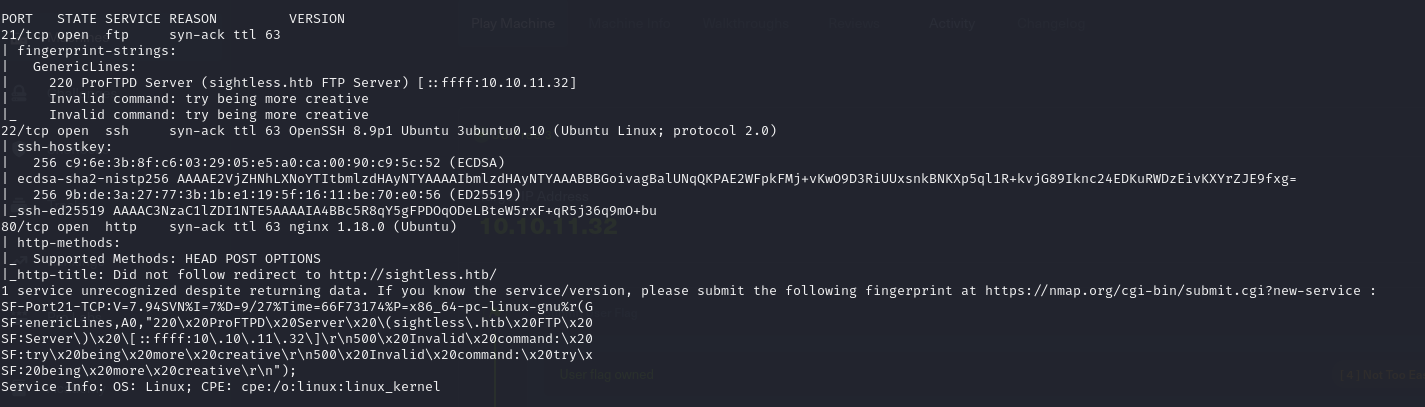 Play Machine Activity
PORT   STATE SERVICE REASON         VERSION
21/tcp open  ftp     syn-ack ttl 63
| fingerprint-strings:
|   GenericLines:
|     220 ProFTPD Server (sightless.htb FTP Server) [::ffff:10.10.11.32]
|     Invalid command: try being more creative
|_    Invalid command: try being more creative
22/tcp open  ssh     syn-ack ttl 63 OpenSSH 8.9p1 Ubuntu 3ubuntu0.10 (Ubuntu Linux; protocol 2.0)
| ssh-hostkey:
|   256 c9:6e:3b:8f:c6:03:29:05:e5:a0:ca:00:90:c9:5c:52 (ECDSA)
| ecdsa-sha2-nistp256 AAAAE2VjZHNhLXNoYTItbmlzdHAyNTYAAAAIbmlzdHAyNTYAAABBBGoivagBalUNqQKPAE2WFpkFMj+vKwO9D3RiUUxsnkBNKXp5ql1R+kvjG89Iknc24EDKuRWDzEivKXYrZJE9fxg=
|   256 9b:de:3a:27:77:3b:1b:e1:19:5f:16:11:be:70:e0:56 (ED25519)
|_ssh-ed25519 AAAAC3NzaC1lZDI1NTE5AAAAIA4BBc5R8qY5gFPDOqODeLBteW5rxF+qR5j36q9mO+bu
80/tcp open  http    syn-ack ttl 63 nginx 1.18.0 (Ubuntu)
10.10.11.32
| http-methods:
|_  Supported Methods: HEAD POST OPTIONS
|_http-title: Did not follow redirect to http://sightless.htb/
1 service unrecognized despite returning data. If you know the service/version, please submit the following fingerprint at https://nmap.org/cgi-bin/submit.cgi?new-service :
SF-Port21-TCP:V=7.94SVN%I=7%D=9/27%Time=66F73174%P=x86_64-pc-linux-gnu%r(G
SF:enericLines,A0,"220\x20ProFTPD\x20Server\x20\(sightless\.htb\x20FTP\x20
SF:Server\)\x20\[::ffff:10\.10\.11\.32\]\r\n500\x20Invalid\x20command:\x20
SF:try\x20being\x20more\x20creative\r\n500\x20Invalid\x20command:\x20try\x
SF:20being\x20more\x20creative\r\n");
User flag owned
Service Info: OS: Linux; CPE: cpe:/o:linux:linux_kernel